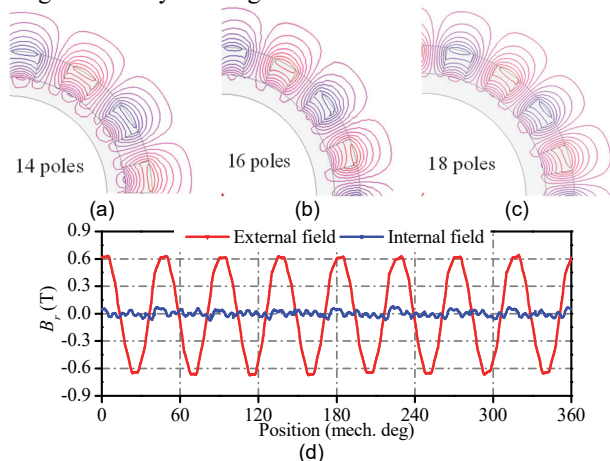 14 poles
16 poles
18 poles
(a)
(b)
(c)
0.9
0.6
0.3
0.0
-0.3
-0.6
-0.9
B_r (T)
External field
Internal field
0
60
120
180
240
300
360
Position (mech. deg)
(d)